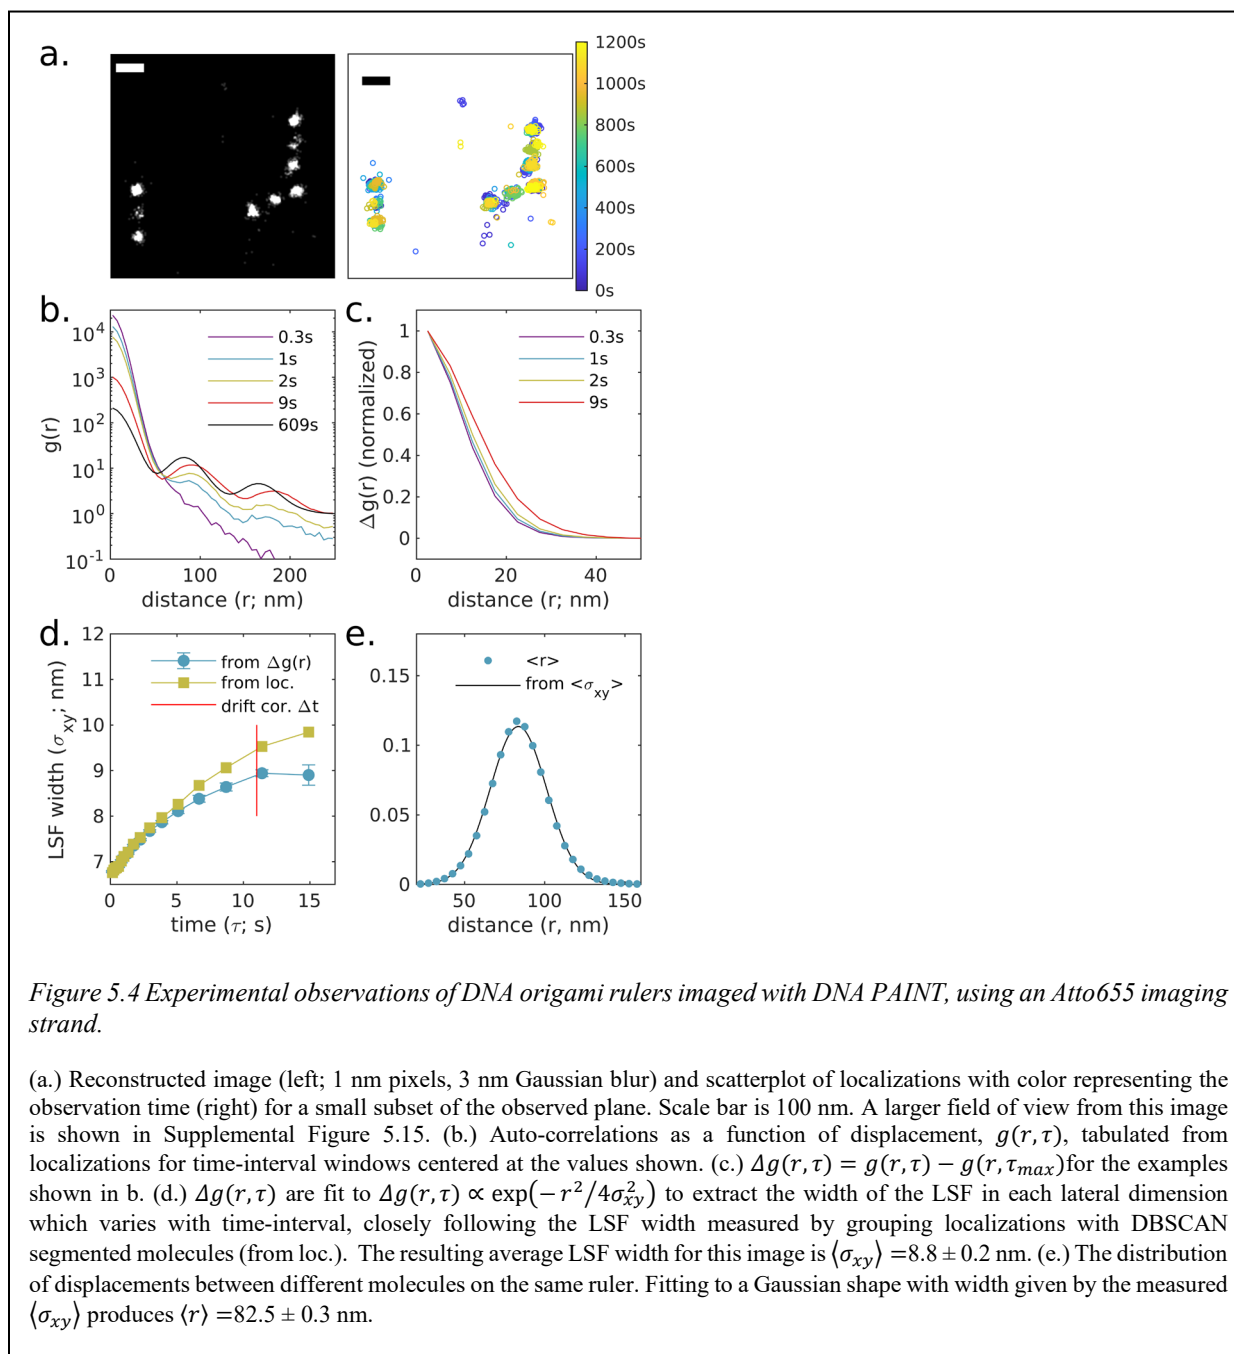 a.
1200s
1000s
800s
600s
400s
200s
0s
b.
g(r)
10⁴
10³
10²
10¹
10⁰
10⁻¹
0.3s
1s
2s
9s
609s
0 100 200
distance (r; nm)
c.
Δg(r) (normalized)
1
0.8
0.6
0.4
0.2
0
0.3s
1s
2s
9s
0 20 40
distance (r; nm)
d.
LSF width (σxy; nm)
12
11
10
9
8
7
from Δg(r)
from loc.
drift cor. Δt
0 5 10 15
time (τ; s)
e.
0.15
0.1
0.05
0
<r>
from <σxy>
50 100 150
distance (r, nm)
Figure 5.4 Experimental observations of DNA origami rulers imaged with DNA PAINT, using an Atto655 imaging
strand.
(a.) Reconstructed image (left; 1 nm pixels, 3 nm Gaussian blur) and scatterplot of localizations with color representing the
observation time (right) for a small subset of the observed plane. Scale bar is 100 nm. A larger field of view from this image
is shown in Supplemental Figure 5.15. (b.) Auto-correlations as a function of displacement, g(r, τ), tabulated from
localizations for time-interval windows centered at the values shown. (c.) Δg(r, τ) = g(r, τ) − g(r, τmax)for the examples
shown in b. (d.) Δg(r, τ) are fit to Δg(r, τ) ∝ exp(−r²/4σ²xy) to extract the width of the LSF in each lateral dimension
which varies with time-interval, closely following the LSF width measured by grouping localizations with DBSCAN
segmented molecules (from loc.). The resulting average LSF width for this image is ⟨σxy⟩ =8.8 ± 0.2 nm. (e.) The distribution
of displacements between different molecules on the same ruler. Fitting to a Gaussian shape with width given by the measured
⟨σxy⟩ produces ⟨r⟩ =82.5 ± 0.3 nm.